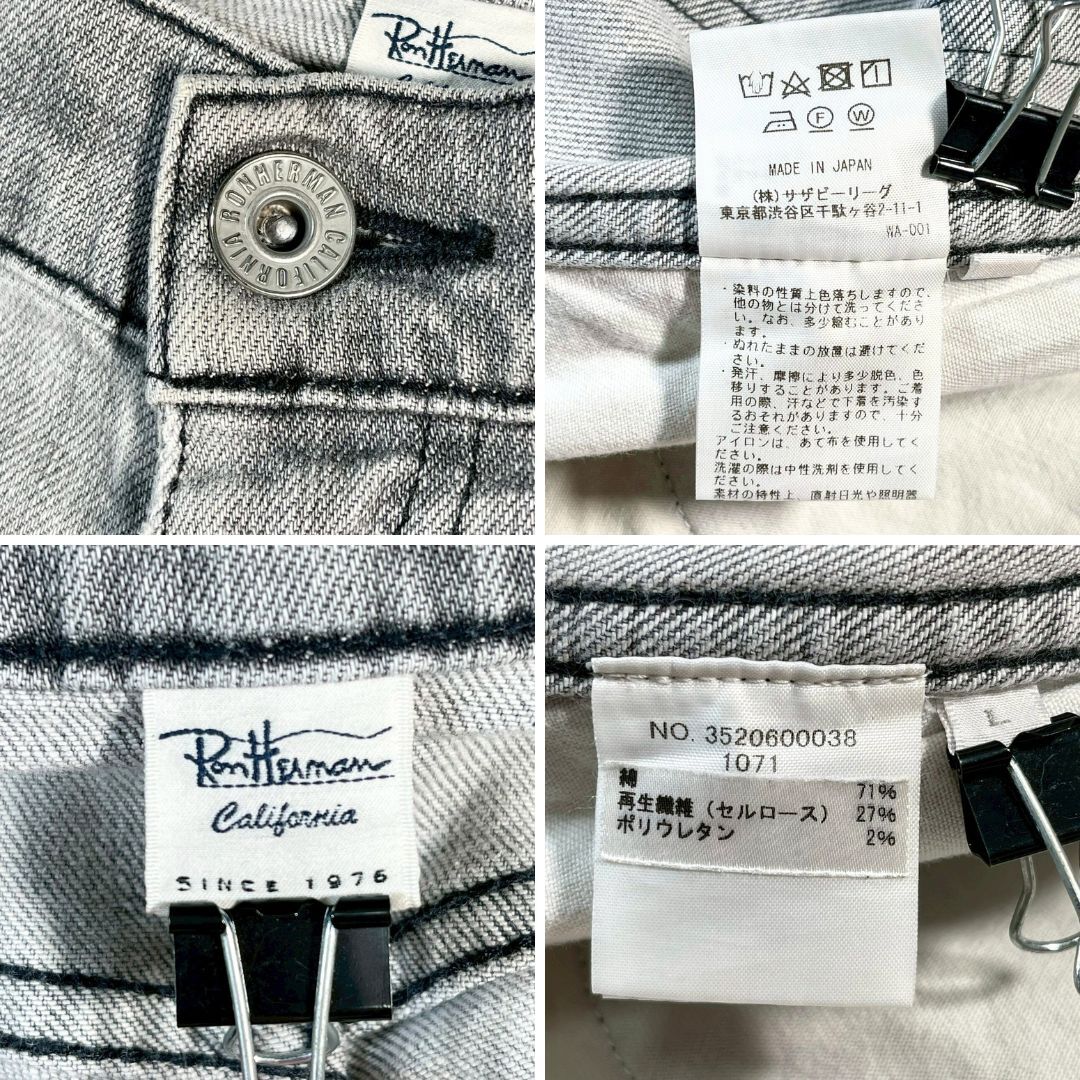 RON HERMAN CALIFORNIA
Ron Herman
MADE IN JAPAN
(株)サザビーリーグ
東京都渋谷区千駄ヶ谷2-11-1
WA-001
・染料の性質上色落ちしますので、
他の物とは分けて洗ってくださ
い。なお、多少縮むことがあり
ます。
・ぬれたままの放置は避けてくだ
さい。
・発汗、摩擦により多少脱色、色
移りすることがあります。ご着
用の際、汗などで下着を汚染す
るおそれがありますので、十分
ご注意ください。
アイロンは、あて布を使用してく
ださい。
洗濯の際は中性洗剤を使用してく
ださい。
素材の特性上、直射日光や照明器
Ron Herman
California
SINCE 1976
NO. 3520600038
1071
綿 71%
再生繊維（セルロース） 27%
ポリウレタン 2%
L